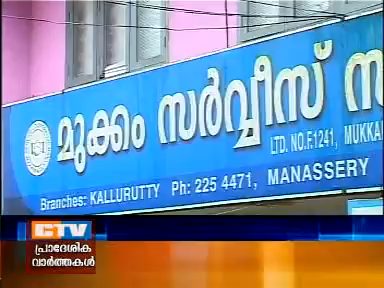 മുക്കം സർവ്വീസ് സ
LTD. NO.F.1241, MUKKA
Branches: KALLURUTTY Ph: 225 4471, MANASSERY
CTV
പ്രാദേശിക
വാർത്തകൾ